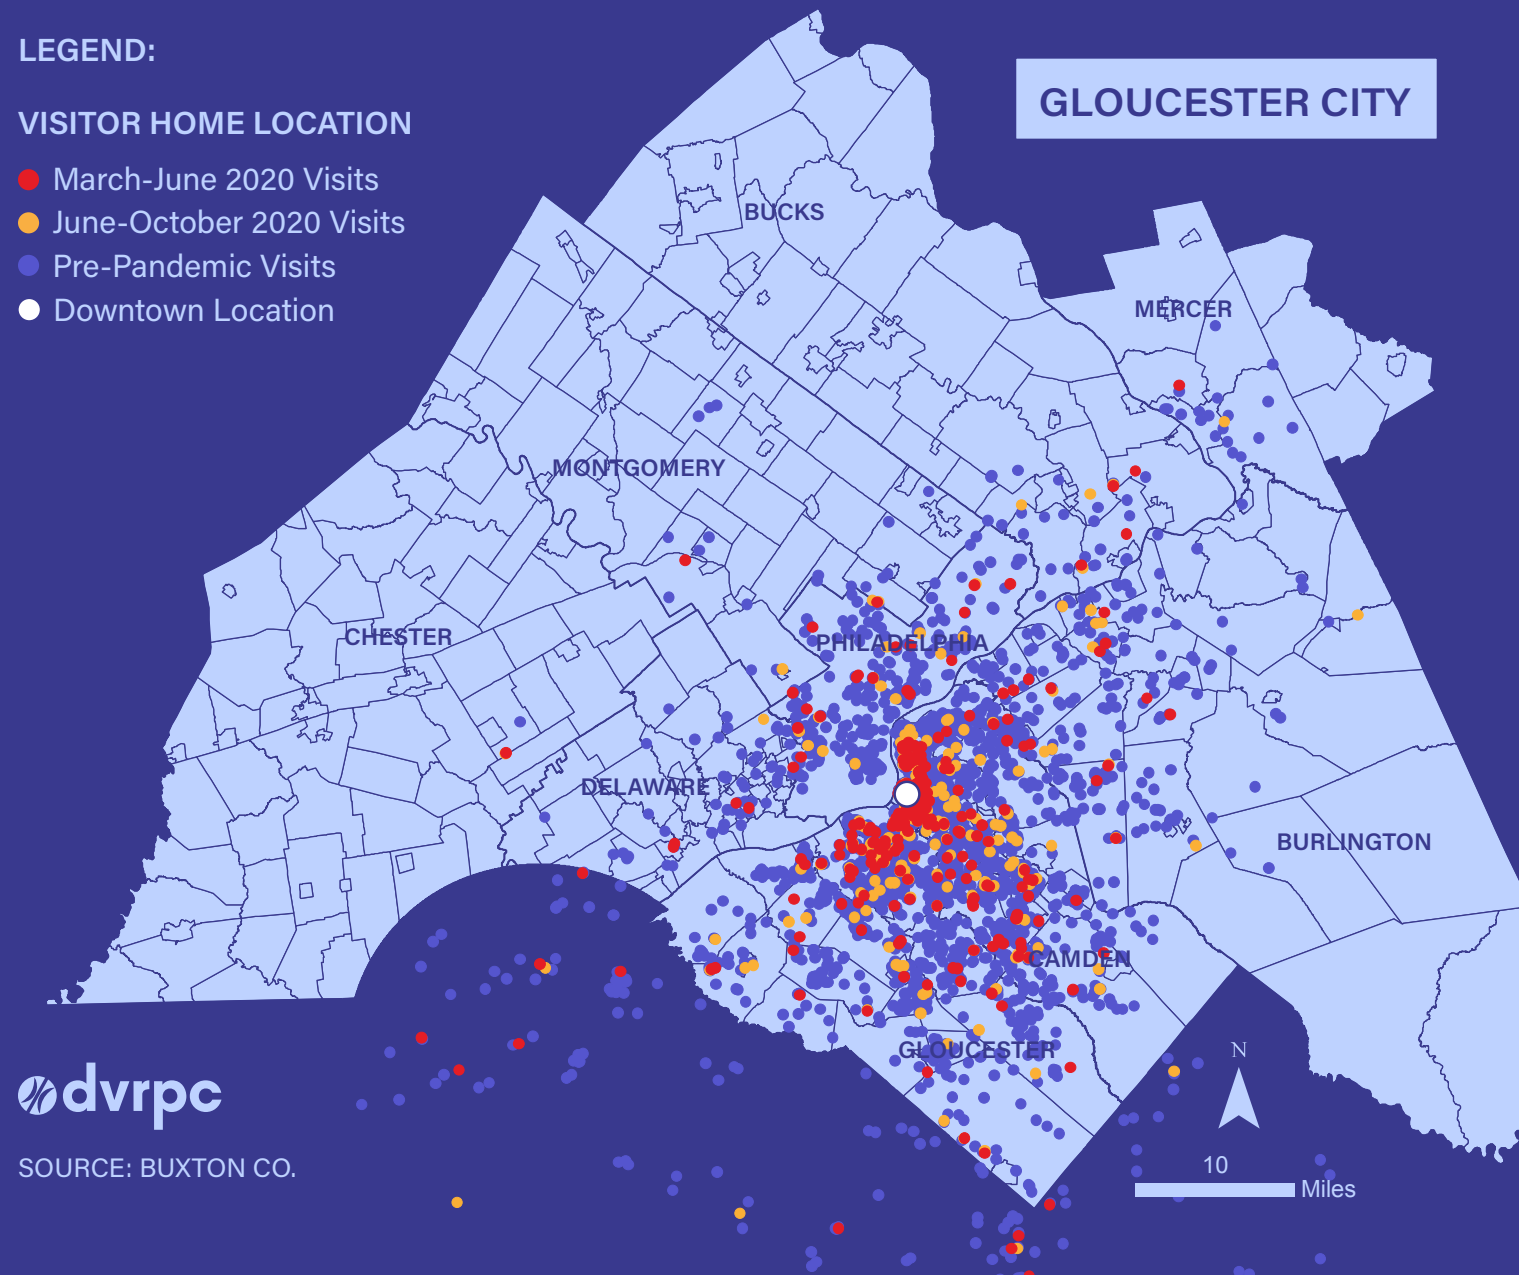 LEGEND:
GLOUCESTER CITY
VISITOR HOME LOCATION
March-June 2020 Visits
June-October 2020 Visits
Pre-Pandemic Visits
Downtown Location
BUCKS
MERCER
MONTGOMERY
CHESTER
PHILADELPHIA
DELAWARE
BURLINGTON
CAMDEN
GLOUCESTER
N
dvrpc
10
Miles
SOURCE: BUXTON CO.